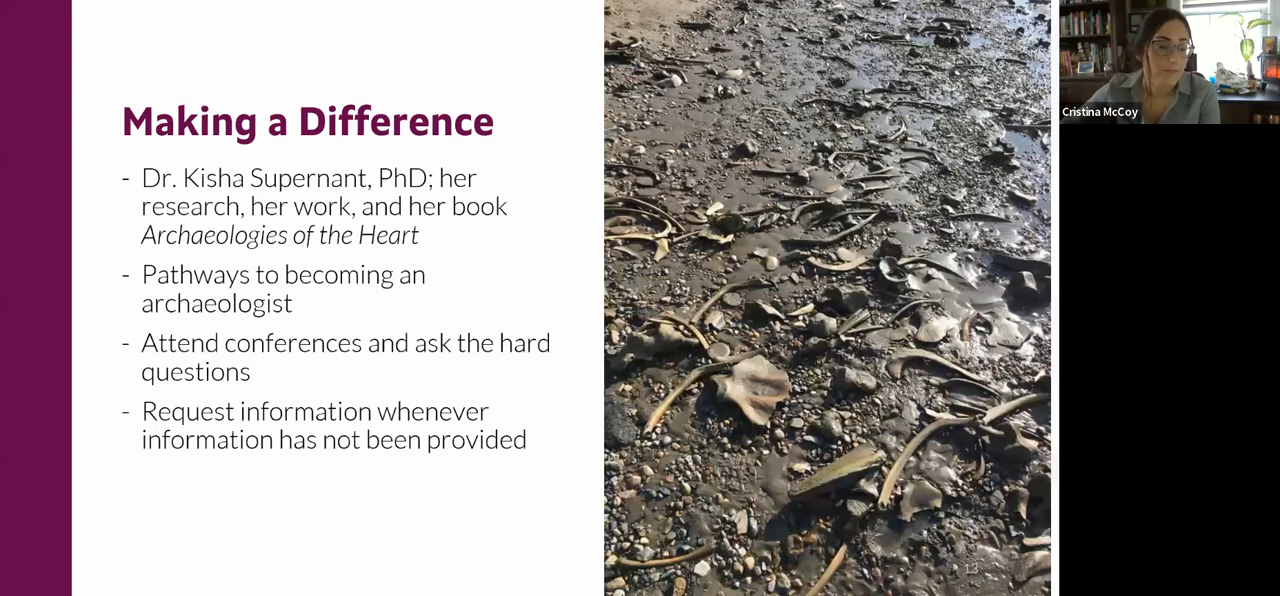 Making a Difference
- Dr. Kisha Supernant, PhD; her
research, her work, and her book
Archaeologies of the Heart
- Pathways to becoming an
archaeologist
- Attend conferences and ask the hard
questions
- Request information whenever
information has not been provided
13
Cristina McCoy